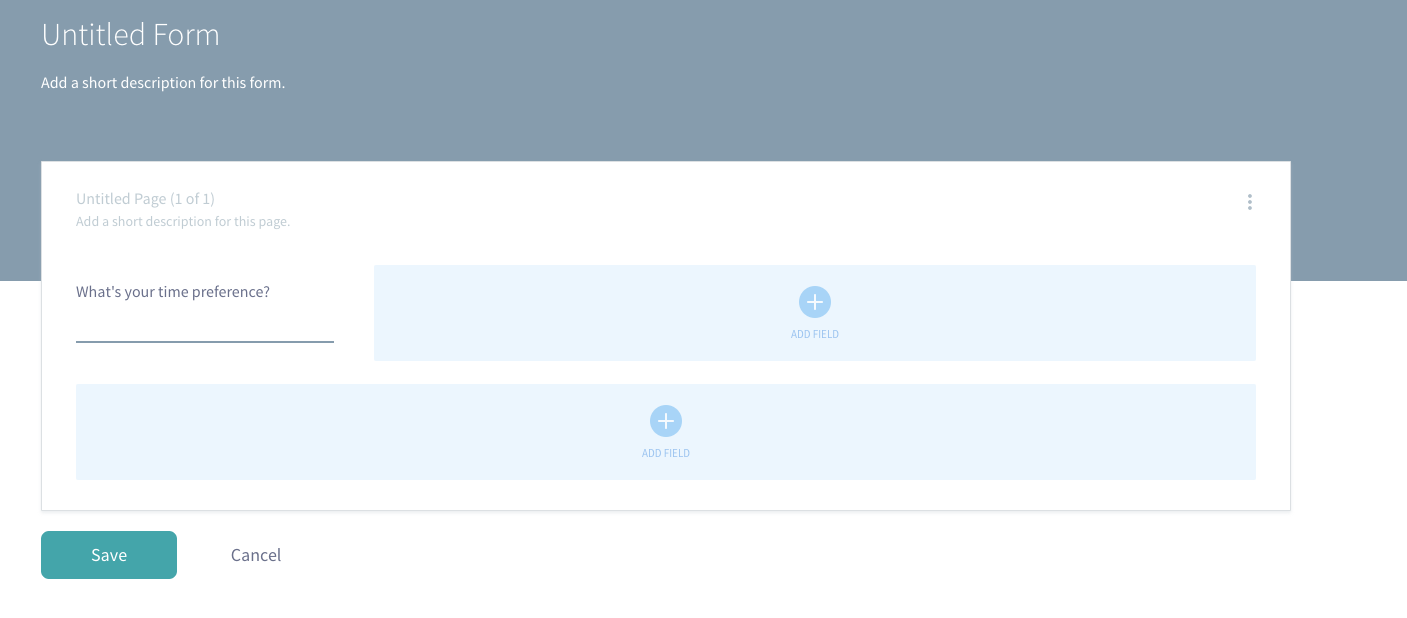 Untitled Form
Add a short description for this form.
Untitled Page (1 of 1)
Add a short description for this page.
What's your time preference?
ADD FIELD
ADD FIELD
Save
Cancel